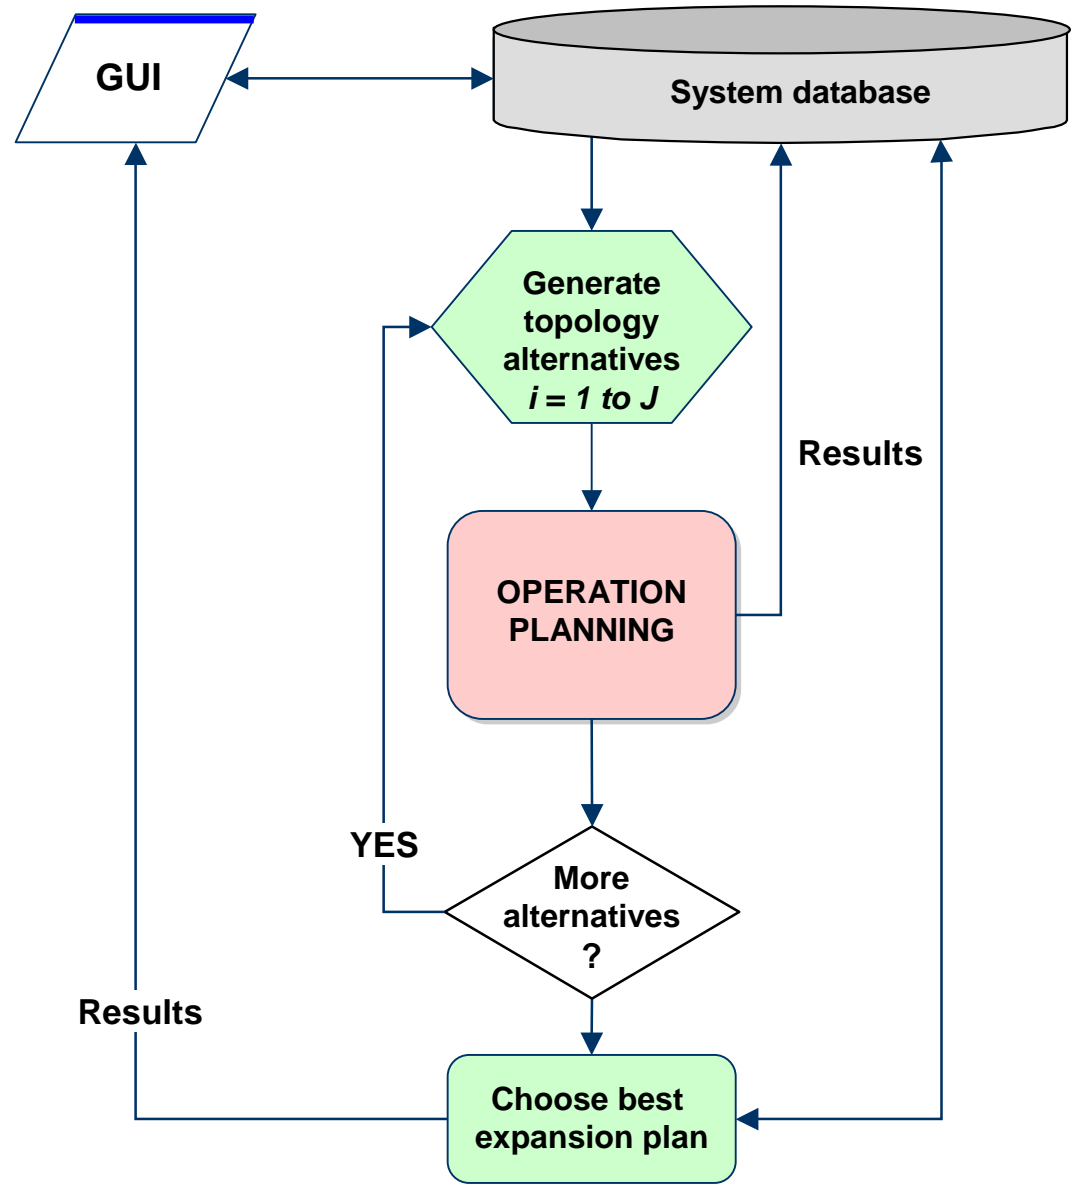 GUI
System database
Generate
topology
alternatives
i = 1 to J
Results
OPERATION
PLANNING
YES
More
alternatives
?
Results
Choose best
expansion plan